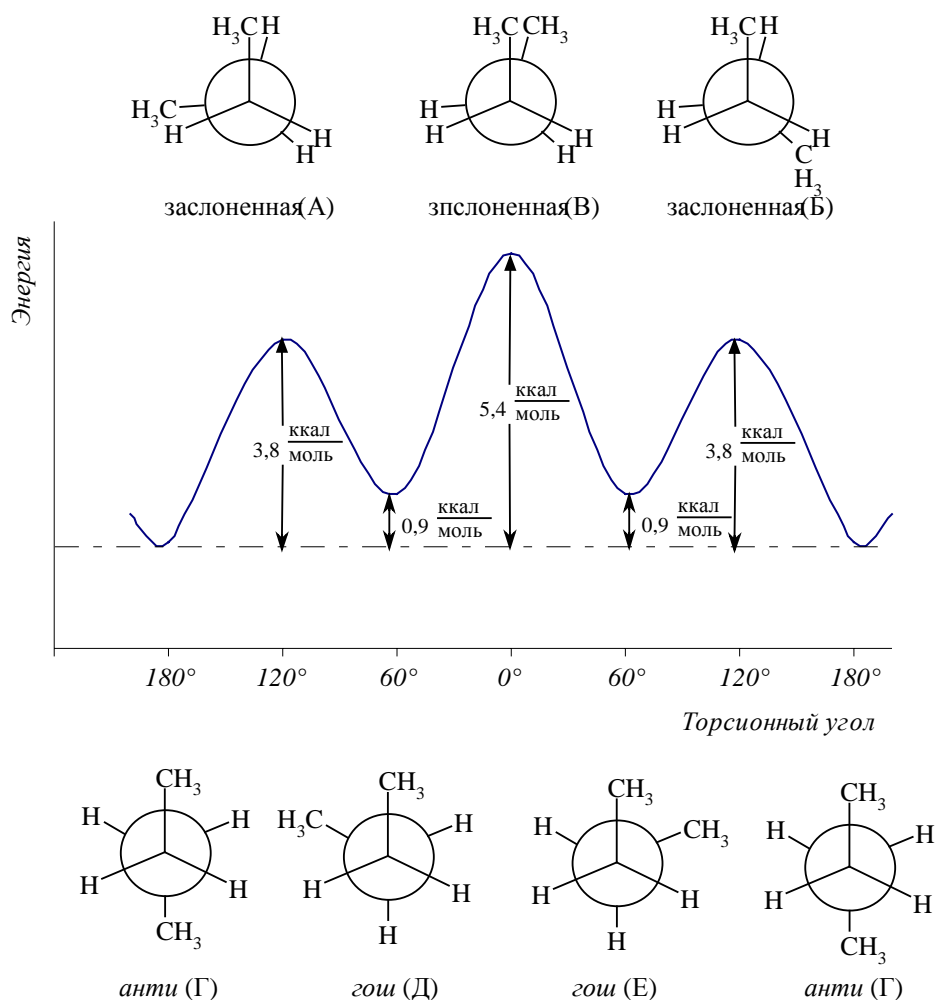 H₃C H H₃C CH₃ H₃C H
H₃C H H H
H H H H H H
H H C
H₃
заслоненная(А) зпслоненная(В) заслоненная(Б)
Энергия
3,8 ккал/моль
0,9 ккал/моль
5,4 ккал/моль
0,9 ккал/моль
3,8 ккал/моль
180° 120° 60° 0° 60° 120° 180°
Торсионный угол
CH₃ CH₃ CH₃ CH₃
H H H₃C H H CH₃ H H
H H H H H H H H
CH₃ H H CH₃
анти (Г) гош (Д) гош (Е) анти (Г)